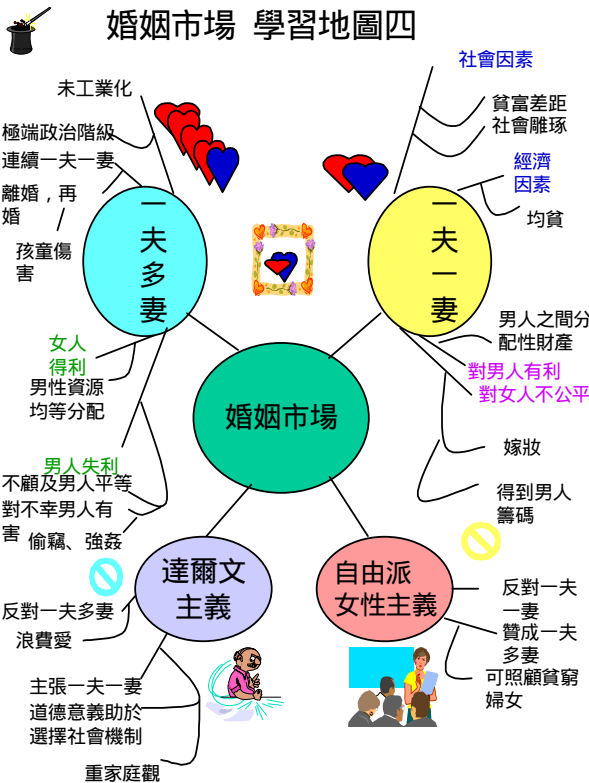 婚姻市場 學習地圖四
未工業化
極端政治階級
連續一夫一妻
離婚，再
婚
孩童傷
害
一夫多妻
女人
得利
男性資源
均等分配
男人失利
不顧及男人平等
對不幸男人有
害
偷竊、強姦
社會因素
貧富差距
社會雕琢
經濟
因素
均貧
一夫一妻
男人之間分
配性財產
對男人有利
對女人不公平
嫁妝
得到男人
籌碼
婚姻市場
達爾文
主義
反對一夫多妻
浪費愛
主張一夫一妻
道德意義助於
選擇社會機制
重家庭觀
自由派
女性主義
反對一夫
一妻
贊成一夫
多妻
可照顧貧窮
婦女